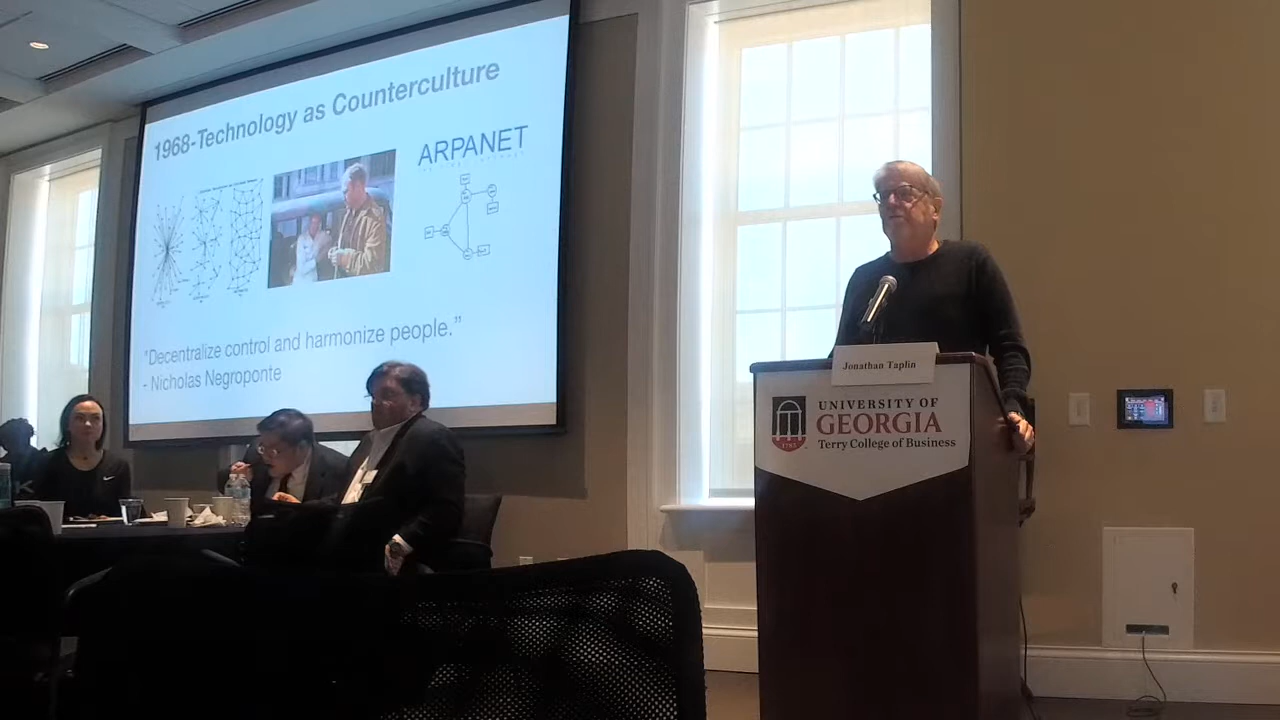 1968-Technology as Counterculture
ARPANET
"Decentralize control and harmonize people."
- Nicholas Negroponte
Jonathan Taplin
UNIVERSITY OF
GEORGIA
Terry College of Business
1785